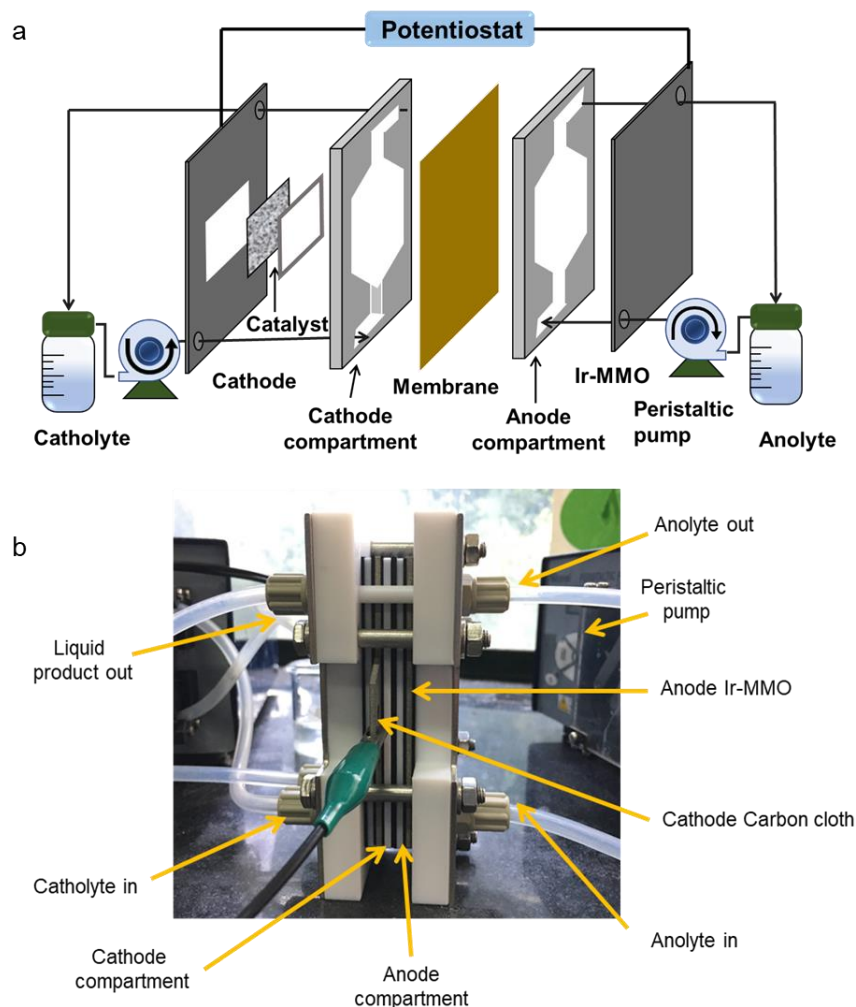 a
Potentiostat
Catalyst
Cathode
Catholyte
Cathode
compartment
Membrane
Anode
compartment
Ir-MMO
Peristaltic
pump
Anolyte
b
Anolyte out
Peristaltic
pump
Liquid
product out
Anode Ir-MMO
Cathode Carbon cloth
Catholyte in
Anolyte in
Cathode
compartment
Anode
compartment